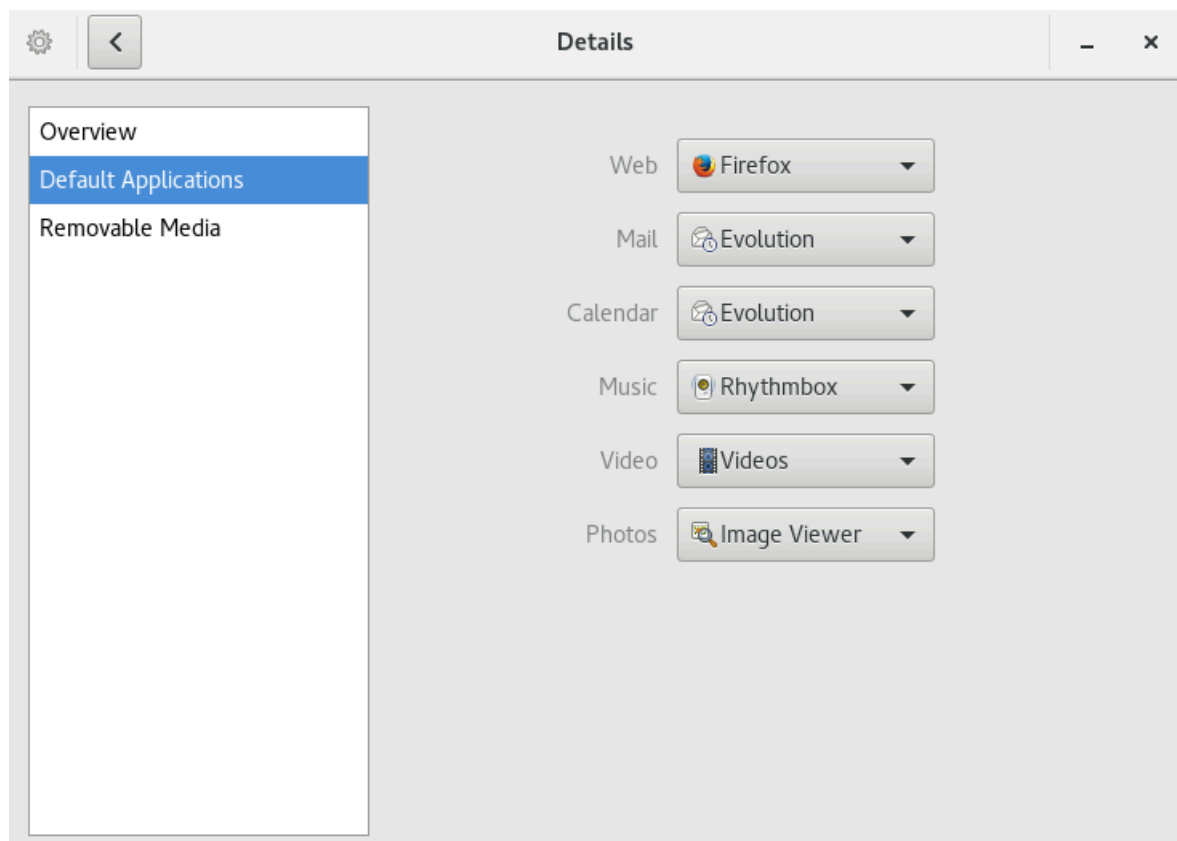 Details
Overview
Default Applications
Removable Media
Web Firefox
Mail Evolution
Calendar Evolution
Music Rhythmbox
Video Videos
Photos Image Viewer